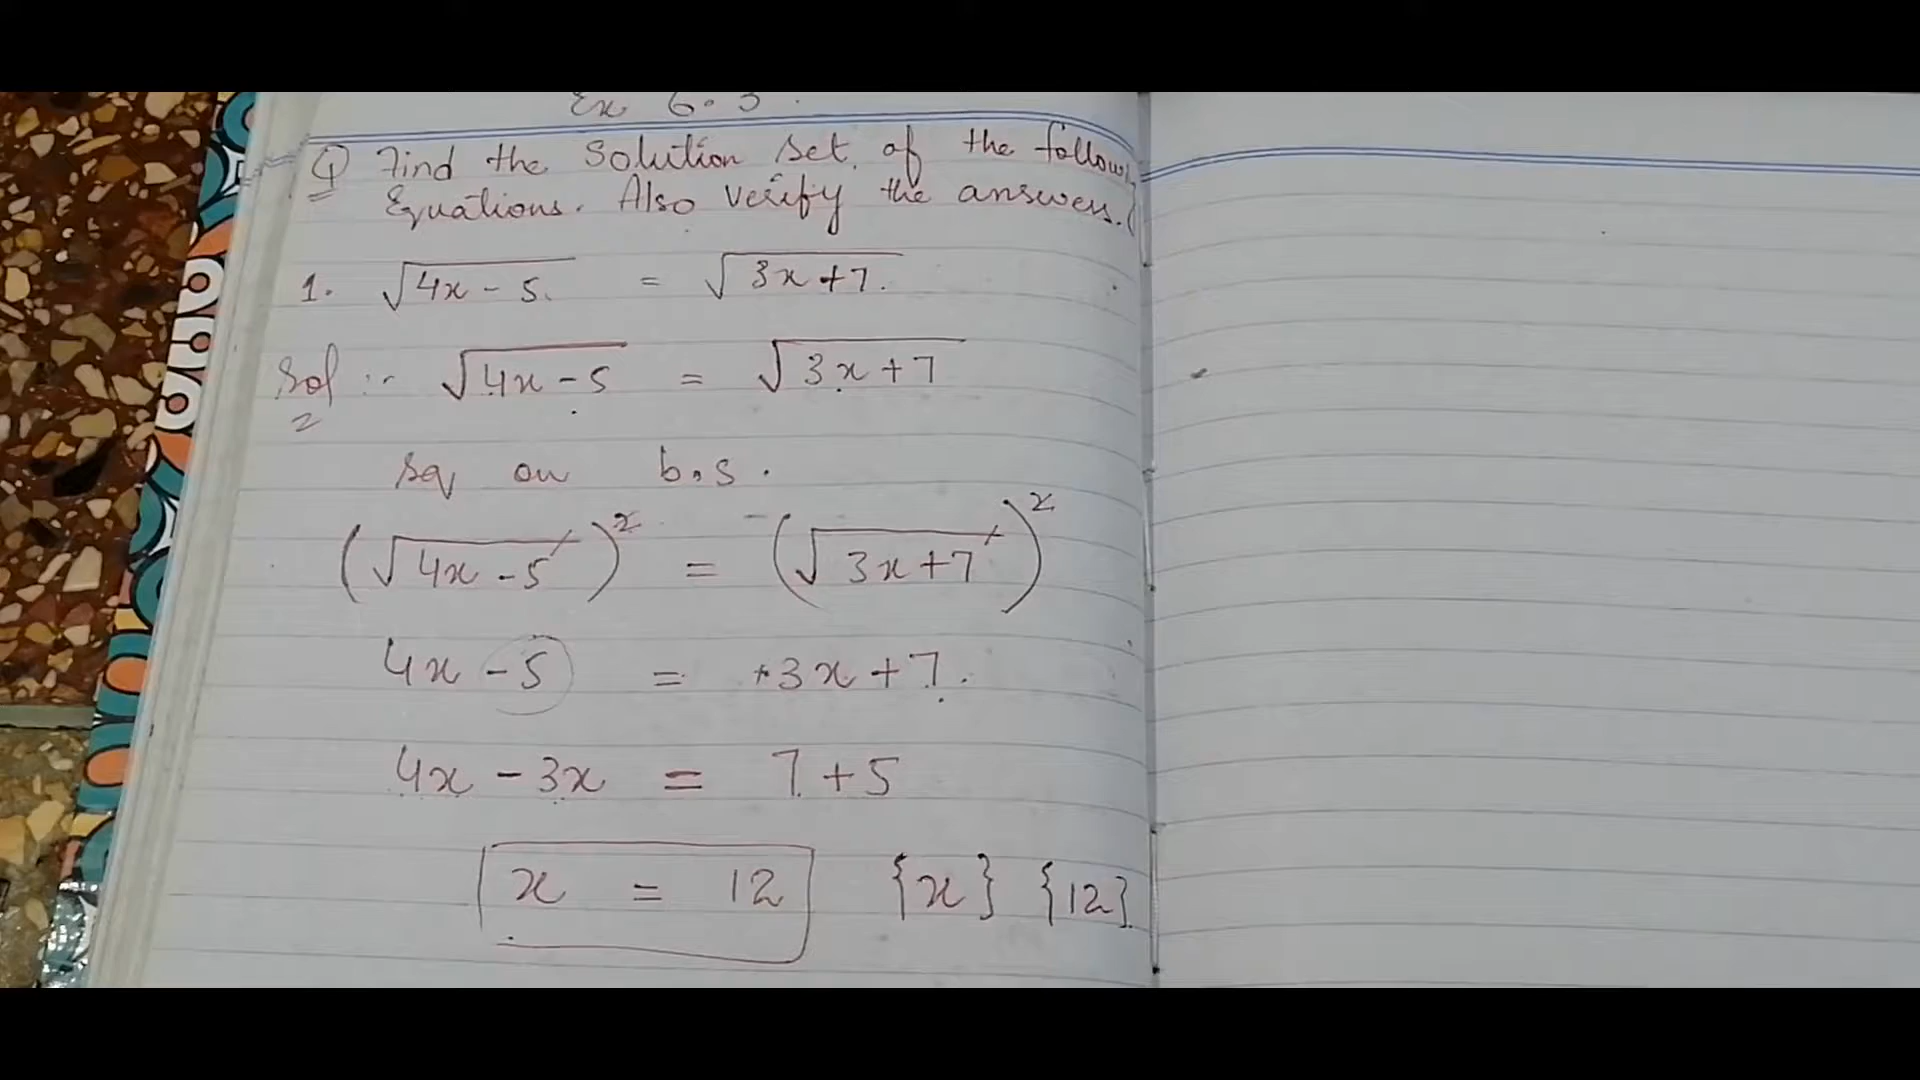 Ex 6.3.
Q Find the Solution set of the
Equations. Also verify the answers.
1. √4x - 5. = √3x + 7.
Sol :- √4x - 5 = √3x + 7
sq on b.s.
(√4x - 5)² = (√3x + 7)²
4x - 5 = +3x + 7.
4x - 3x = 7 + 5
x = 12 {x} {12}